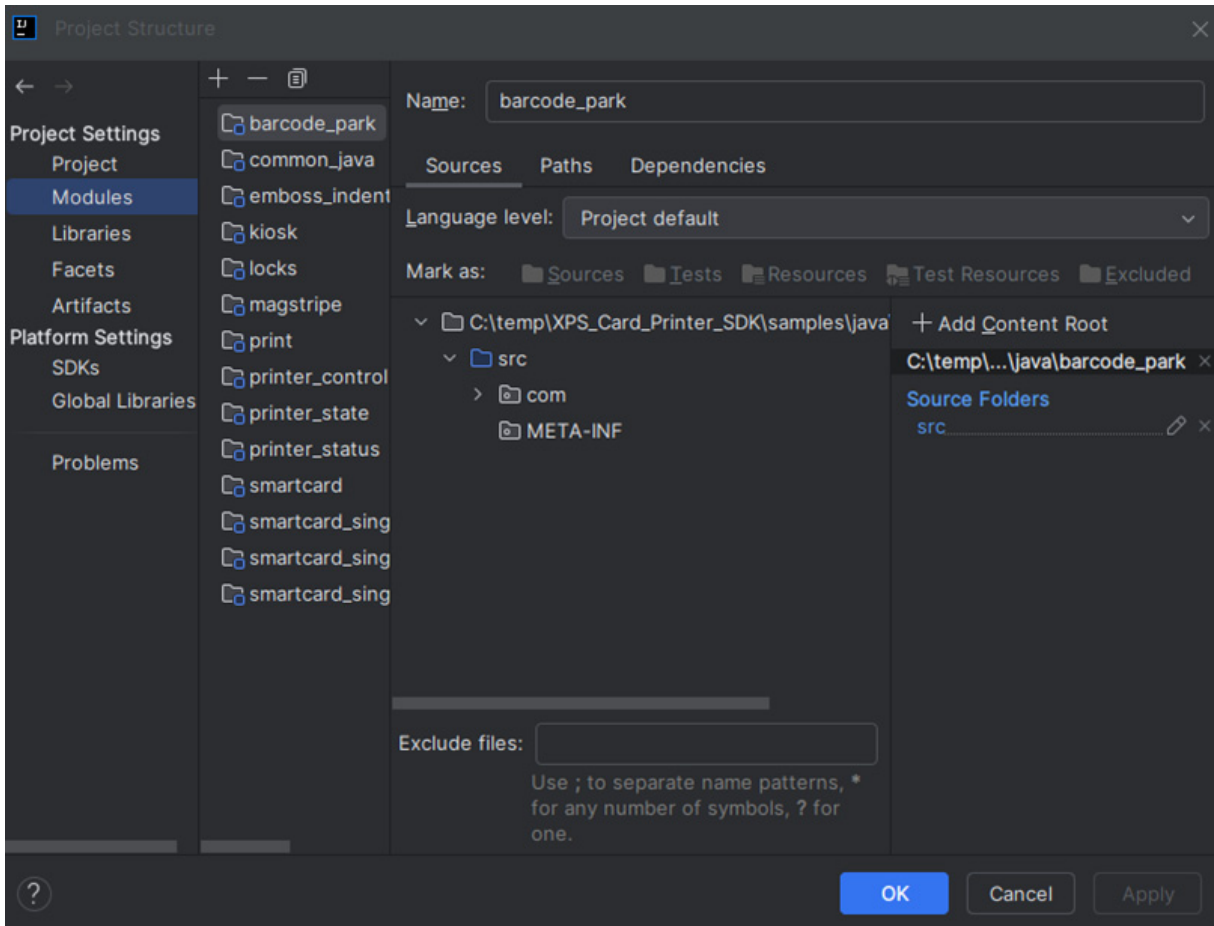 Project Structure
Project Settings
Project
Modules
Libraries
Facets
Artifacts
Platform Settings
SDKs
Global Libraries
Problems
barcode_park
common_java
emboss_indent
kiosk
locks
magstripe
print
printer_control
printer_state
printer_status
smartcard
smartcard_sing
smartcard_sing
smartcard_sing
Name: barcode_park
Sources Paths Dependencies
Language level: Project default
Mark as: Sources Tests Resources Test Resources Excluded
C:\temp\XPS_Card_Printer_SDK\samples\java\
src
com
META-INF
Exclude files:
Use ; to separate name patterns, *
for any number of symbols, ? for
one.
+ Add Content Root
C:\temp\...\java\barcode_park
Source Folders
src
? OK Cancel Apply